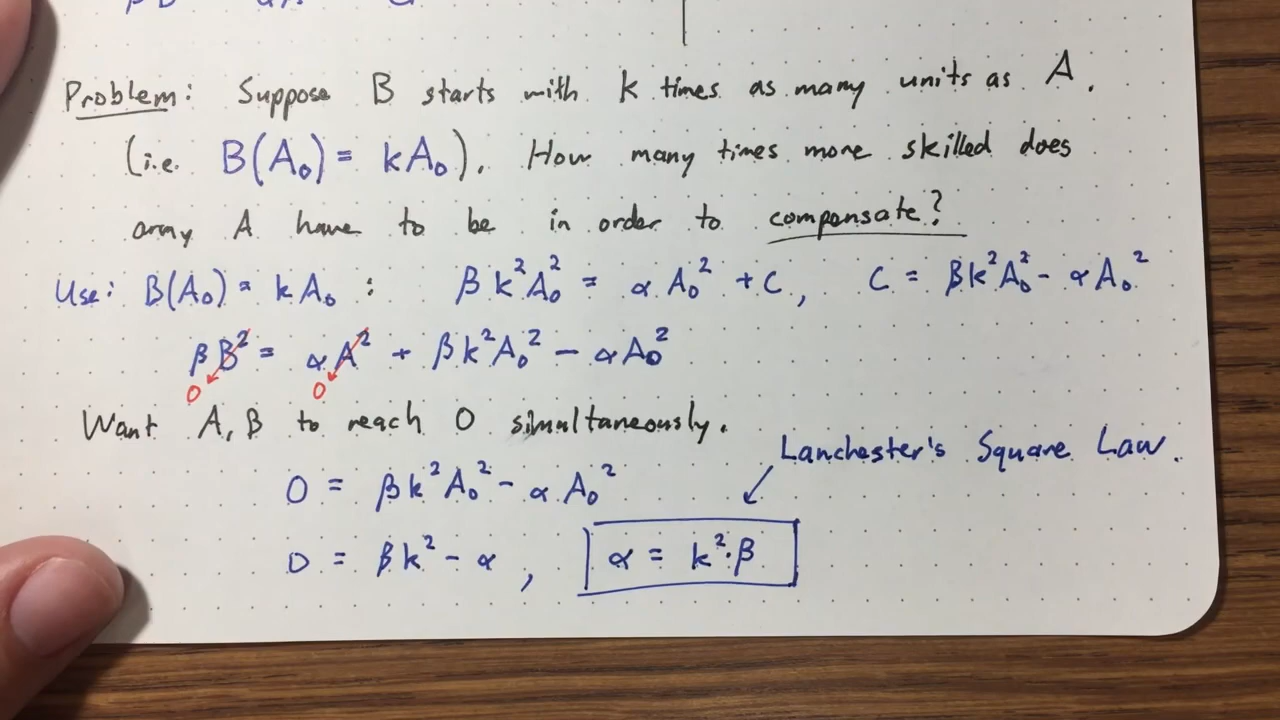 Problem: Suppose B starts with k times as many units as A.
(i.e. B(A₀) = kA₀). How many times more skilled does
army A have to be in order to compensate?
Use: B(A₀) = kA₀ : βk²A₀² = αA₀² + C, C = βk²A₀² - αA₀²
βB² = αA² + βk²A₀² - αA₀²
0 0
Want A, B to reach 0 simultaneously.
Lanchester's Square Law.
0 = βk²A₀² - αA₀²
0 = βk² - α, α = k²·β